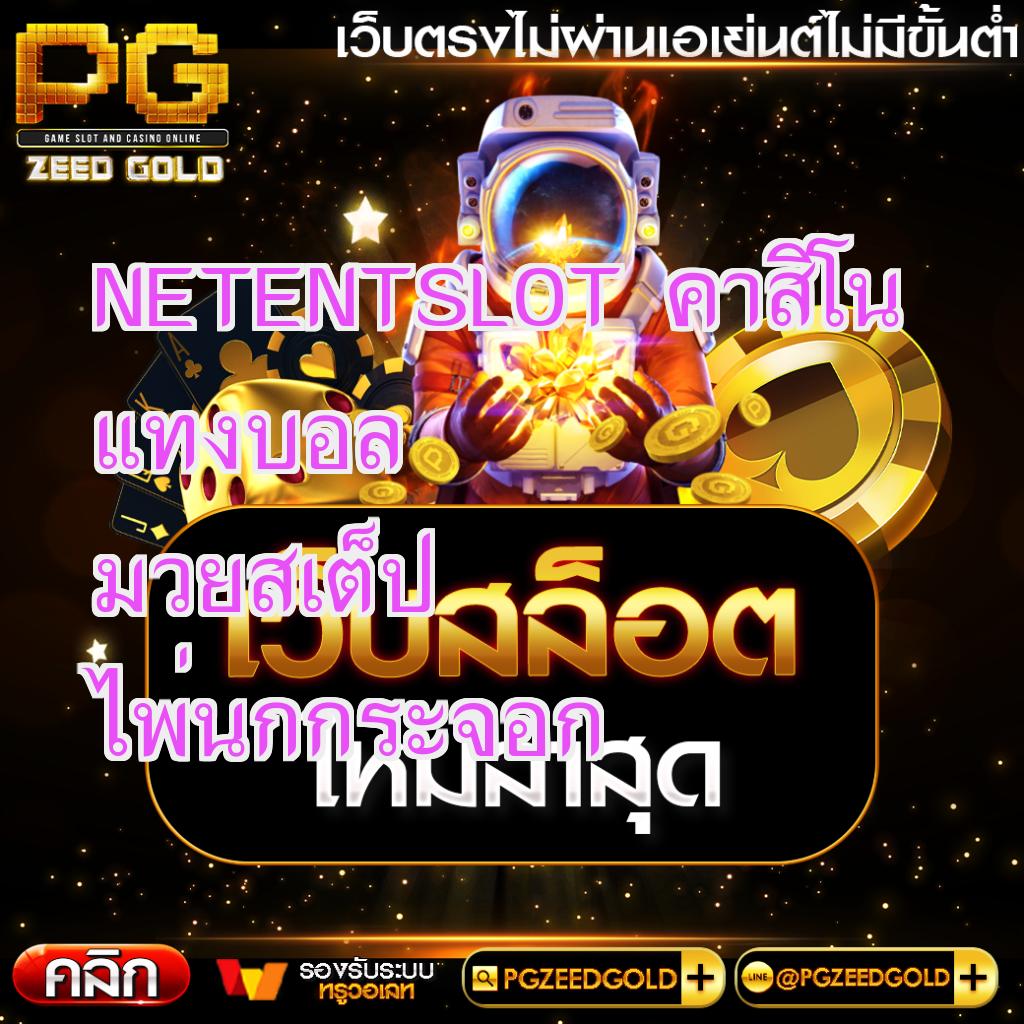 เว็บตรงไม่ผ่านเอเย่นต์ไม่มีขั้นต่ำ
PG
GAME SLOT AND CASINO ONLINE
ZEED GOLD
NETENTSLOT คาสิโน
แทงบอล
มวยสเต็ป
เว็บสล็อต
ไพ่นกกระจอก
ใหม่ล่าสุด
คลิก
รองรับระบบ
ทรูวอเลท
PGZEEDGOLD +
LINE @PGZEEDGOLD +